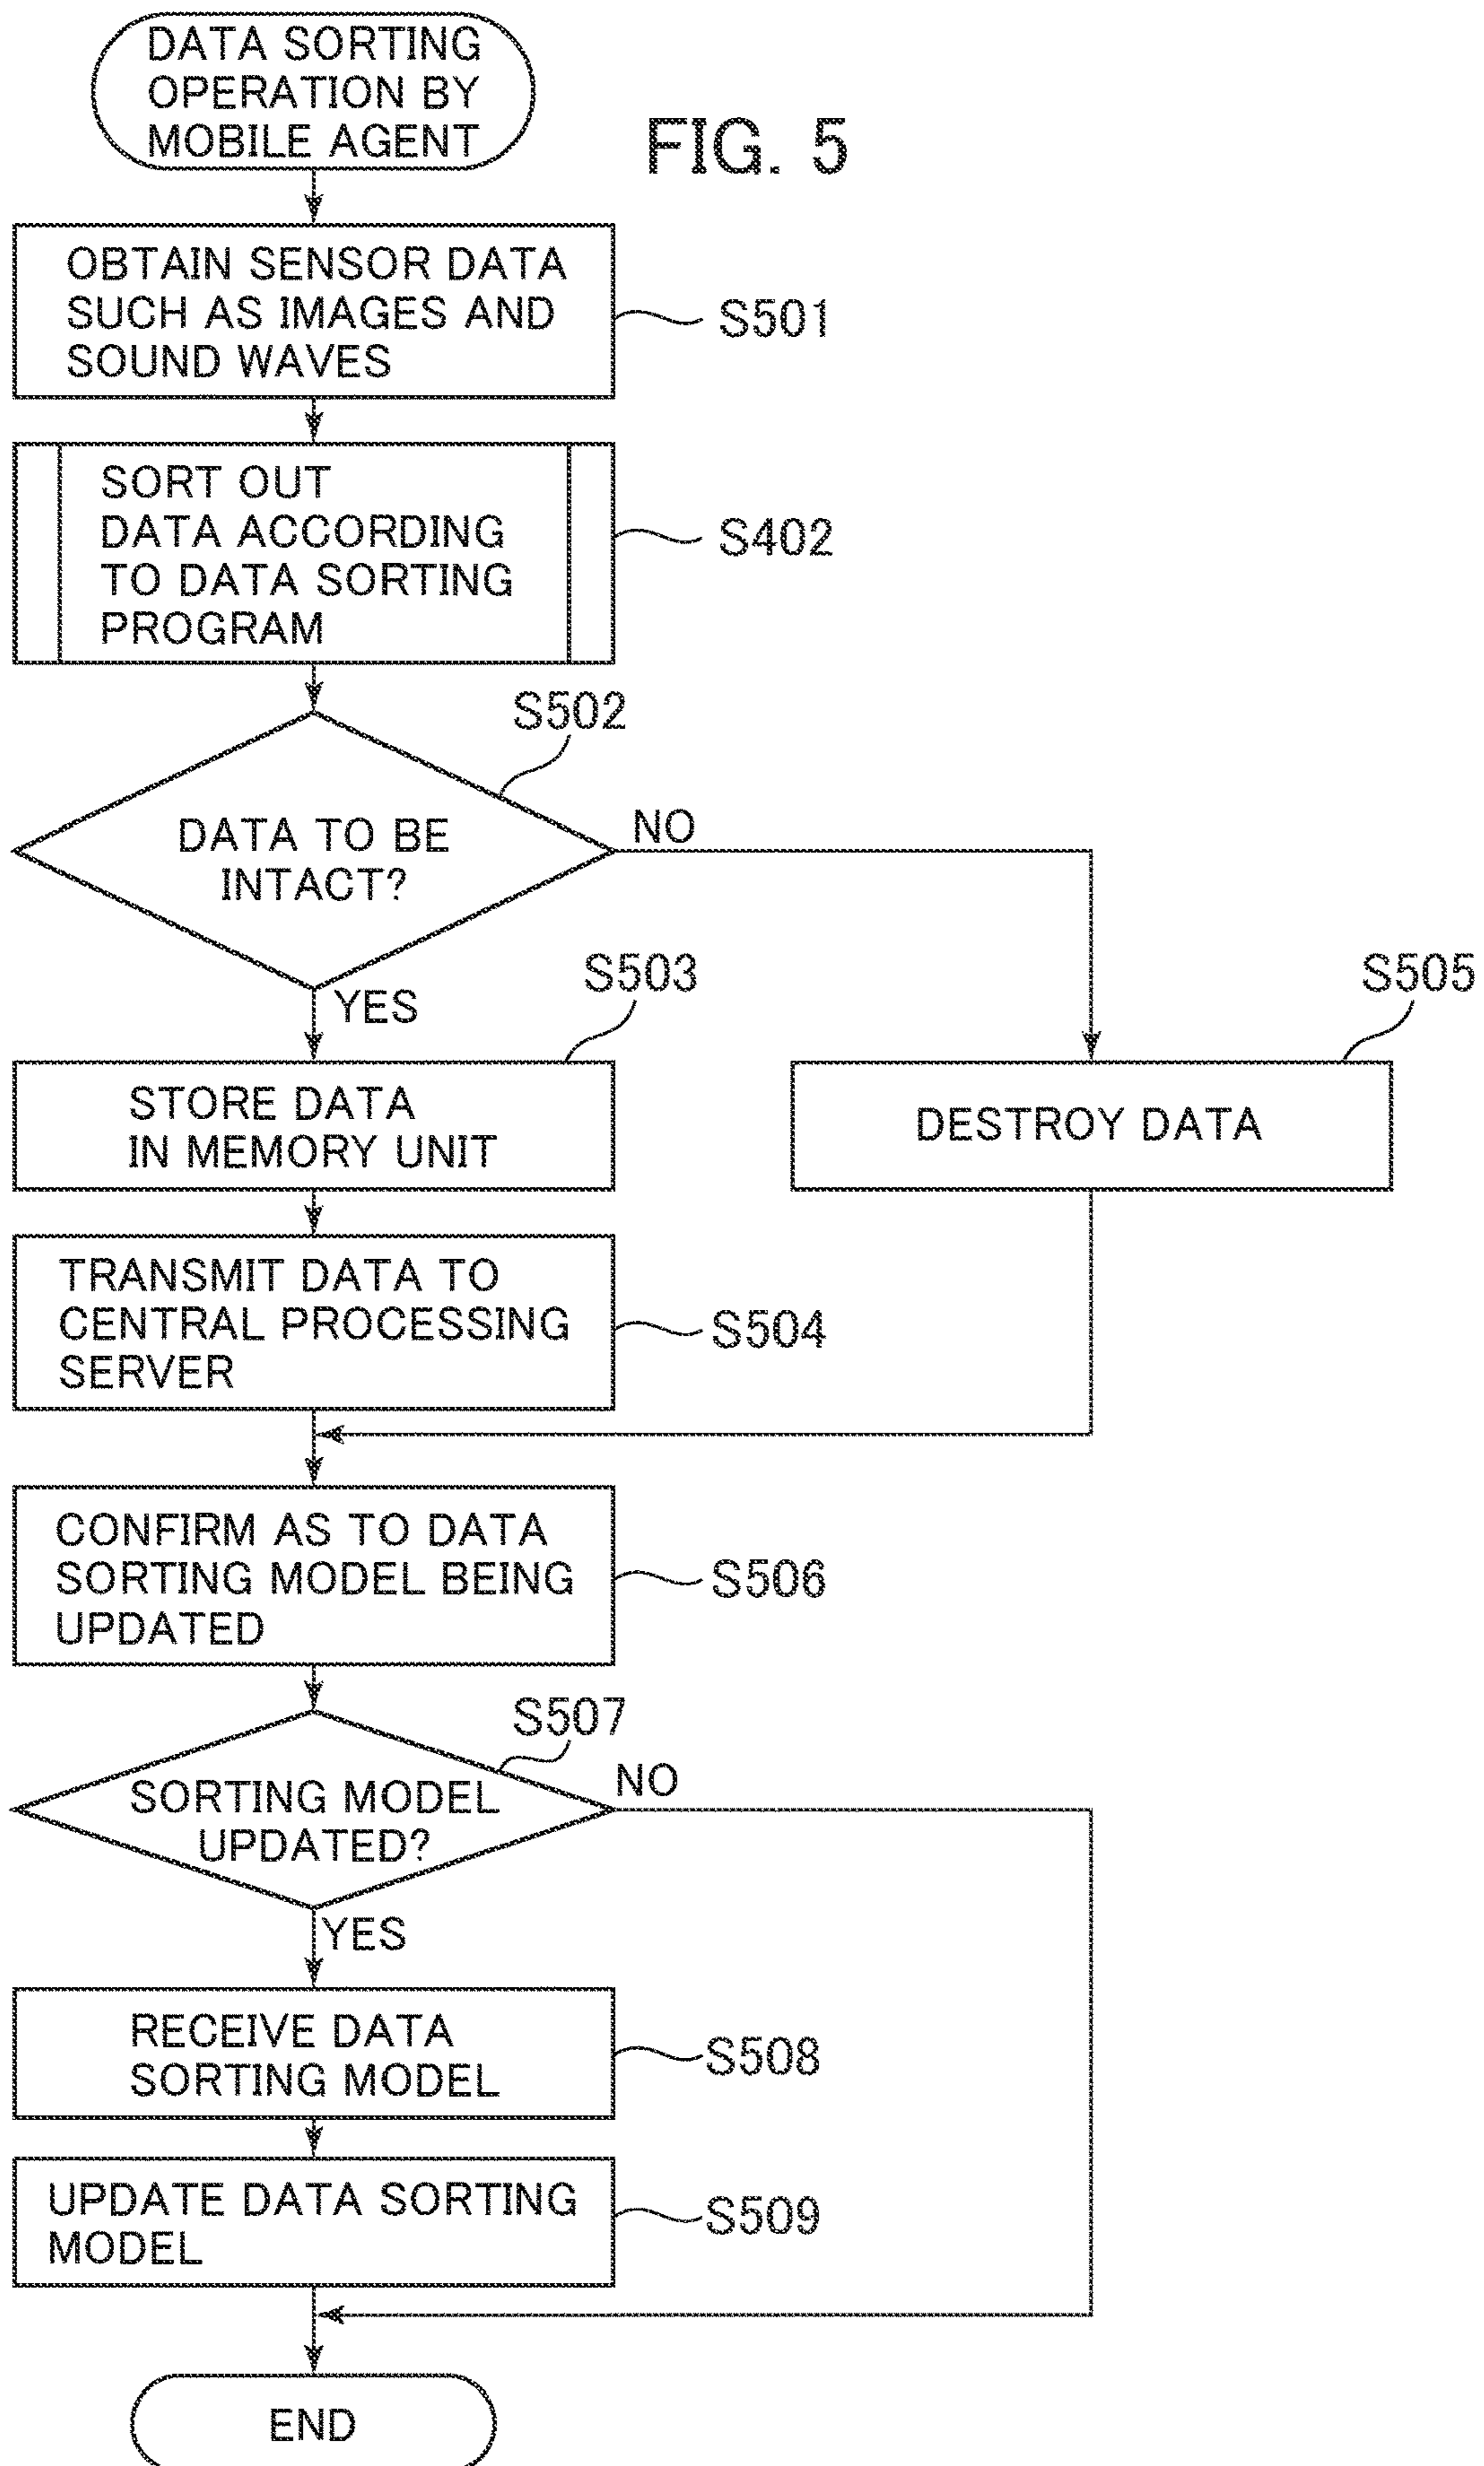 DATA SORTING
OPERATION BY
MOBILE AGENT
FIG. 5
OBTAIN SENSOR DATA
SUCH AS IMAGES AND
SOUND WAVES
S501
SORT OUT
DATA ACCORDING
TO DATA SORTING
PROGRAM
S402
S502
DATA TO BE
INTACT?
NO
YES
S503
S505
STORE DATA
IN MEMORY UNIT
DESTROY DATA
TRANSMIT DATA TO
CENTRAL PROCESSING
SERVER
S504
CONFIRM AS TO DATA
SORTING MODEL BEING
UPDATED
S506
S507
SORTING MODEL
UPDATED?
NO
YES
RECEIVE DATA
SORTING MODEL
S508
UPDATE DATA SORTING
MODEL
S509
END